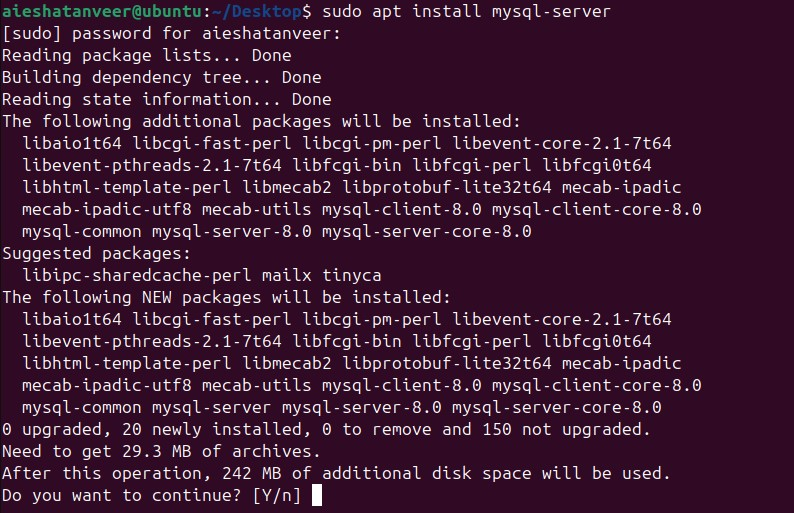 aieshatanveer@ubuntu:~/Desktop$ sudo apt install mysql-server
[sudo] password for aieshatanveer:
Reading package lists... Done
Building dependency tree... Done
Reading state information... Done
The following additional packages will be installed:
  libaio1t64 libcgi-fast-perl libcgi-pm-perl libevent-core-2.1-7t64
  libevent-pthreads-2.1-7t64 libfcgi-bin libfcgi-perl libfcgi0t64
  libhtml-template-perl libmecab2 libprotobuf-lite32t64 mecab-ipadic
  mecab-ipadic-utf8 mecab-utils mysql-client-8.0 mysql-client-core-8.0
  mysql-common mysql-server-8.0 mysql-server-core-8.0
Suggested packages:
  libipc-sharedcache-perl mailx tinyca
The following NEW packages will be installed:
  libaio1t64 libcgi-fast-perl libcgi-pm-perl libevent-core-2.1-7t64
  libevent-pthreads-2.1-7t64 libfcgi-bin libfcgi-perl libfcgi0t64
  libhtml-template-perl libmecab2 libprotobuf-lite32t64 mecab-ipadic
  mecab-ipadic-utf8 mecab-utils mysql-client-8.0 mysql-client-core-8.0
  mysql-common mysql-server mysql-server-8.0 mysql-server-core-8.0
0 upgraded, 20 newly installed, 0 to remove and 150 not upgraded.
Need to get 29.3 MB of archives.
After this operation, 242 MB of additional disk space will be used.
Do you want to continue? [Y/n]